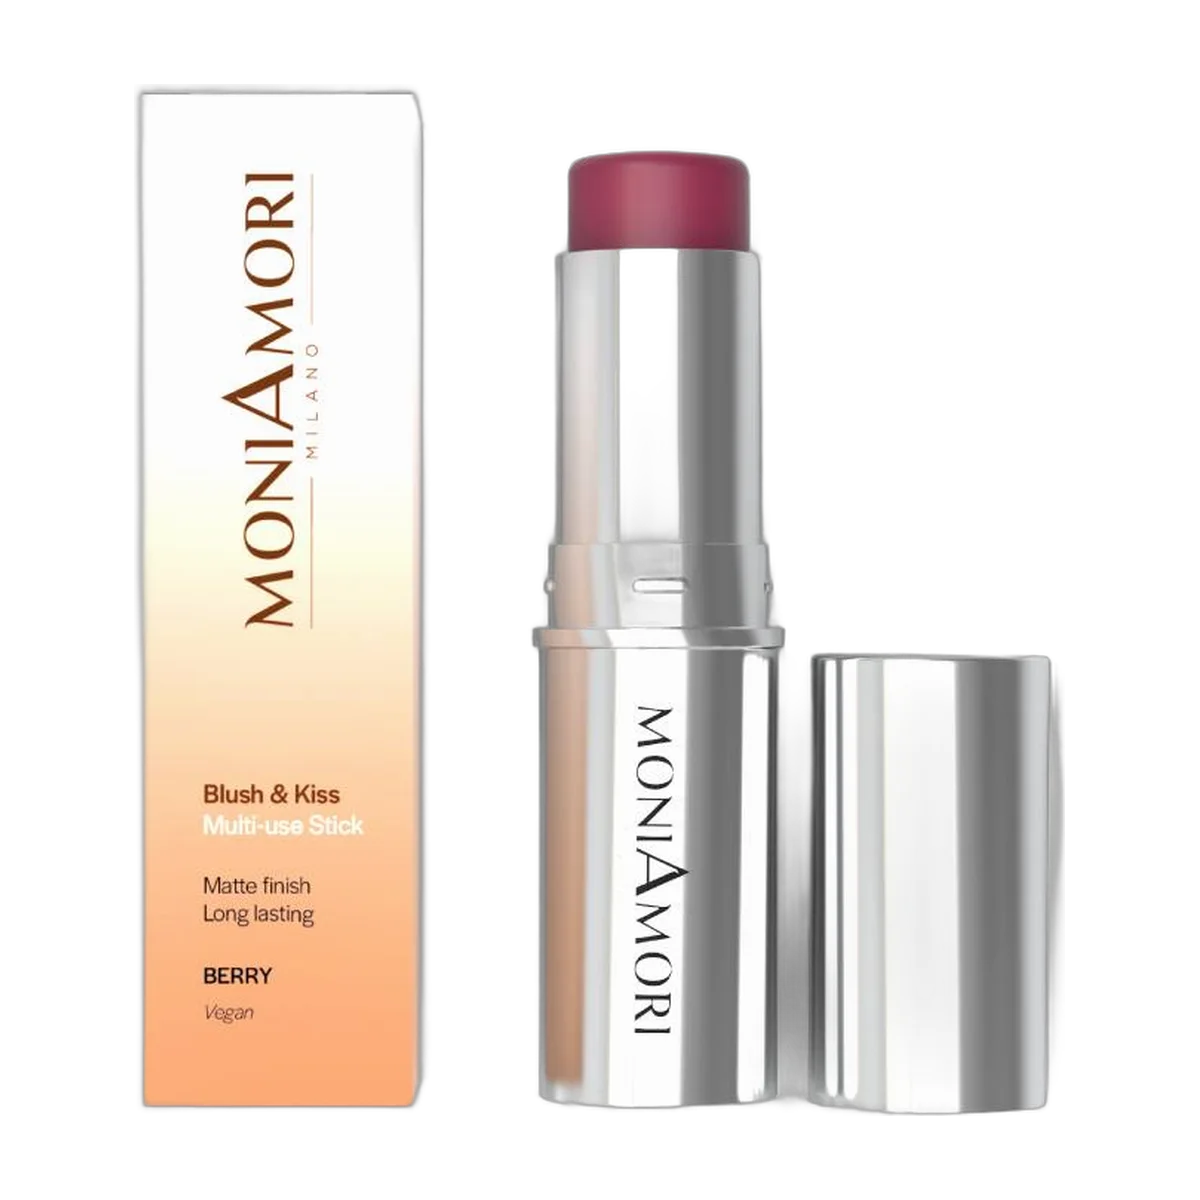 MONIAMORI
MILANO
Blush & Kiss
Multi-use Stick
Matte finish
Long lasting
BERRY
Vegan
MONIAMORI